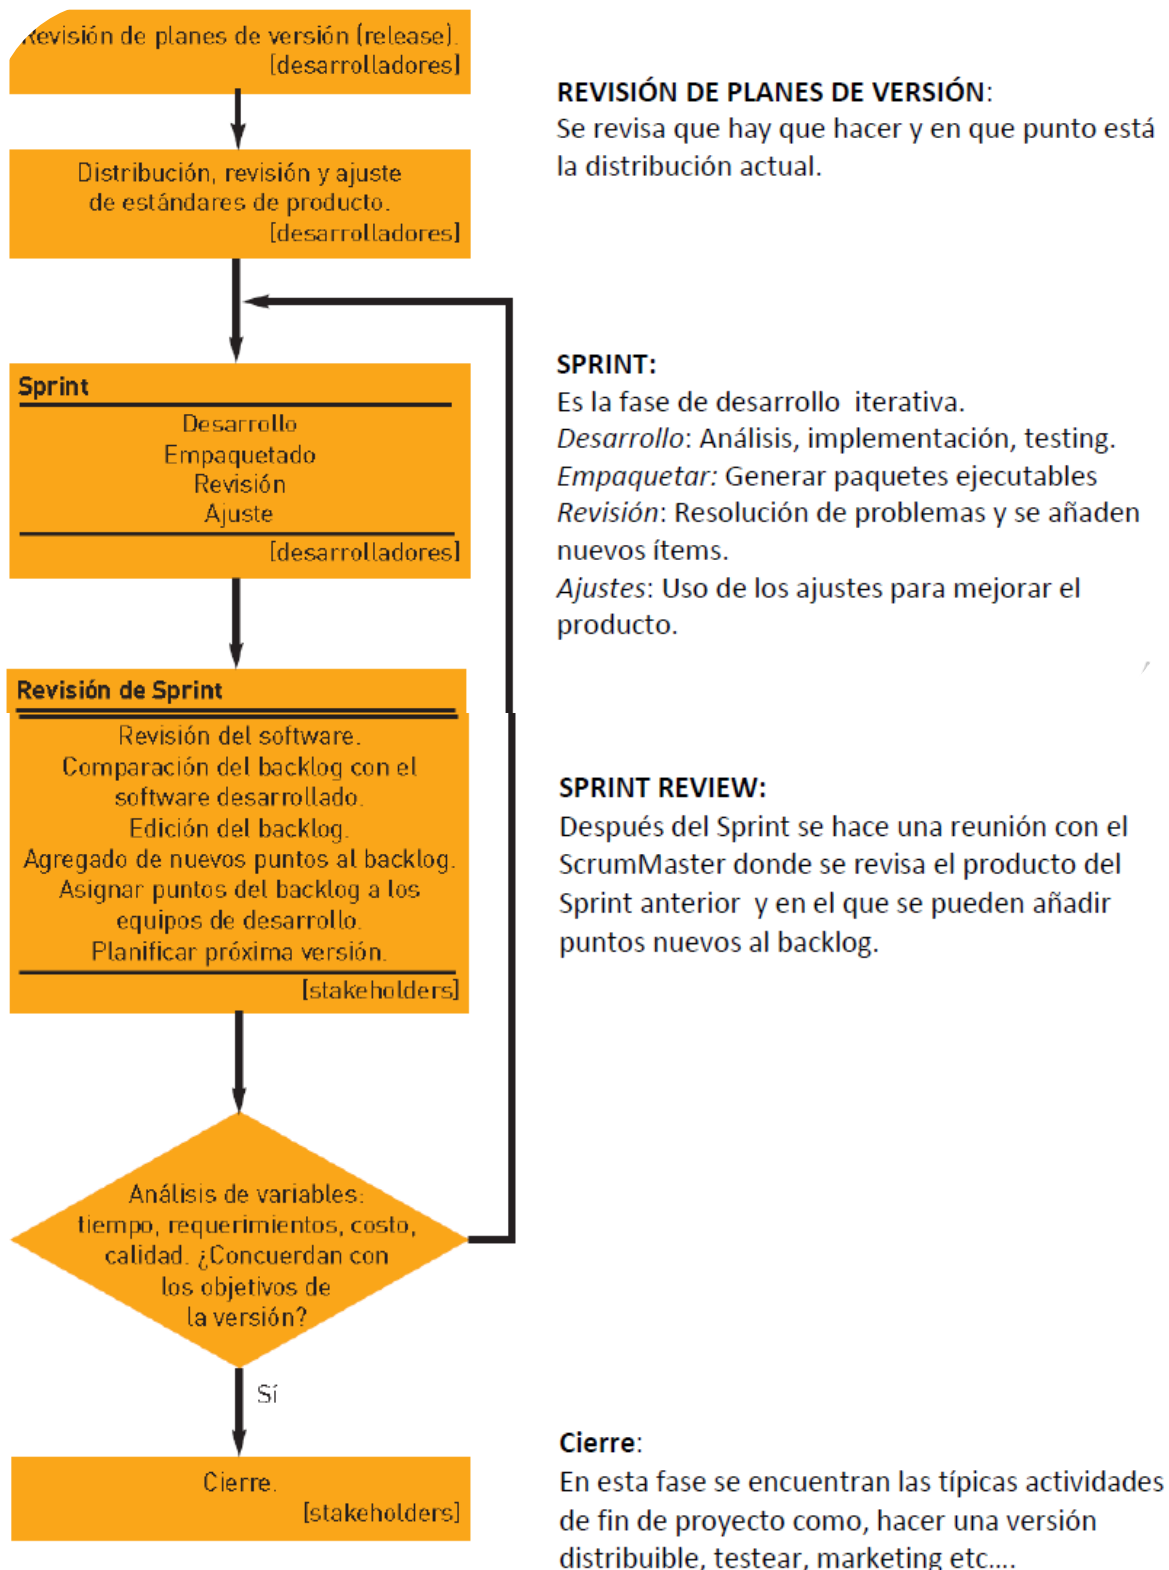 Revisión de planes de versión (release).
[desarrolladores]
REVISIÓN DE PLANES DE VERSIÓN:
Se revisa que hay que hacer y en que punto está
la distribución actual.
Distribución, revisión y ajuste
de estándares de producto.
[desarrolladores]
Sprint
Desarrollo
Empaquetado
Revisión
Ajuste
[desarrolladores]
SPRINT:
Es la fase de desarrollo iterativa.
Desarrollo: Análisis, implementación, testing.
Empaquetar: Generar paquetes ejecutables
Revisión: Resolución de problemas y se añaden
nuevos ítems.
Ajustes: Uso de los ajustes para mejorar el
producto.
Revisión de Sprint
Revisión del software.
Comparación del backlog con el
software desarrollado.
Edición del backlog.
Agregado de nuevos puntos al backlog.
Asignar puntos del backlog a los
equipos de desarrollo.
Planificar próxima versión.
[stakeholders]
SPRINT REVIEW:
Después del Sprint se hace una reunión con el
ScrumMaster donde se revisa el producto del
Sprint anterior y en el que se pueden añadir
puntos nuevos al backlog.
Análisis de variables:
tiempo, requerimientos, costo,
calidad. ¿Concuerdan con
los objetivos de
la versión?
Sí
Cierre.
[stakeholders]
Cierre:
En esta fase se encuentran las típicas actividades
de fin de proyecto como, hacer una versión
distribuible, testear, marketing etc....